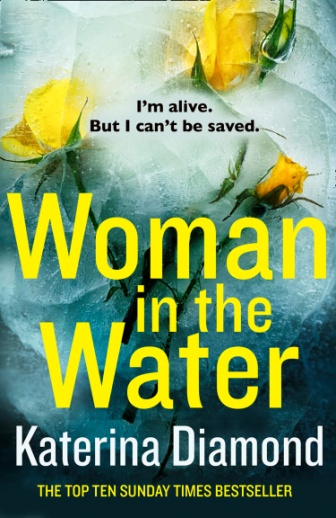 I'm alive.
But I can't be saved.
Woman
in the
Water
Katerina Diamond
THE TOP TEN SUNDAY TIMES BESTSELLER